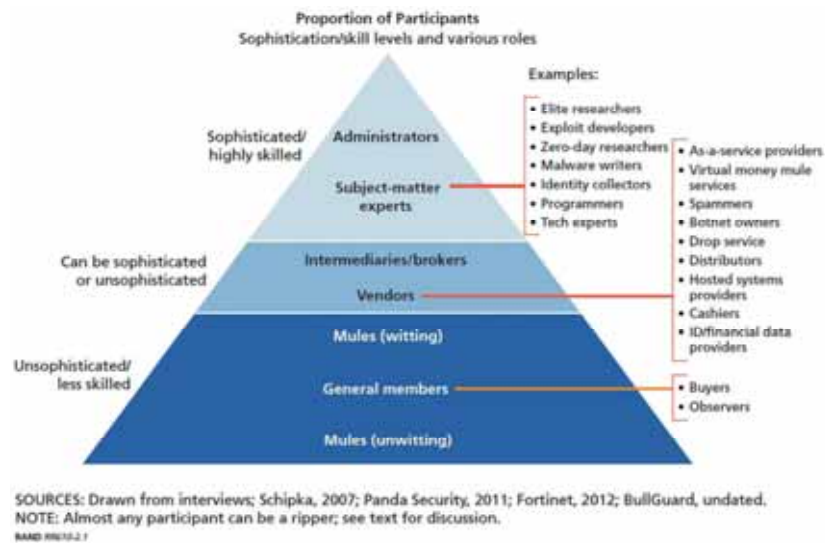 Proportion of Participants
Sophistication/skill levels and various roles
Examples:
Sophisticated/
highly skilled
Administrators
Subject-matter
experts
• Elite researchers
• Exploit developers
• Zero-day researchers
• Malware writers
• Identity collectors
• Programmers
• Tech experts
Can be sophisticated
or unsophisticated
Intermediaries/brokers
Vendors
• As-a-service providers
• Virtual money mule
services
• Spammers
• Botnet owners
• Drop service
• Distributors
• Hosted systems
providers
• Cashiers
• ID/financial data
providers
Unsophisticated/
less skilled
Mules (witting)
General members
Mules (unwitting)
• Buyers
• Observers
SOURCES: Drawn from interviews; Schipka, 2007; Panda Security, 2011; Fortinet, 2012; BullGuard, undated.
NOTE: Almost any participant can be a ripper; see text for discussion.
RAND